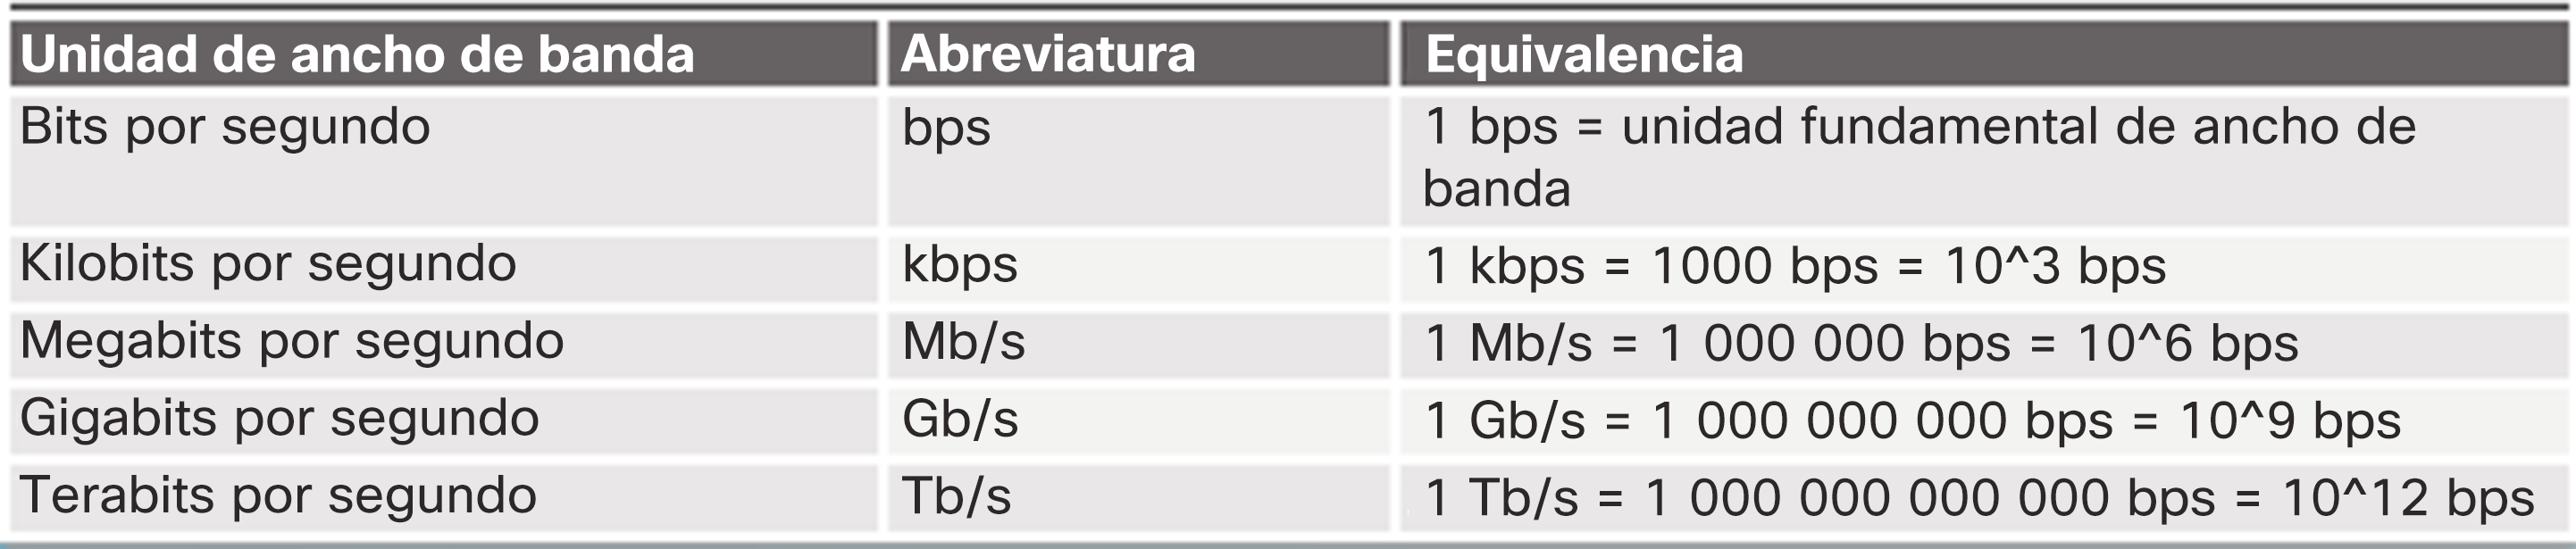 Unidad de ancho de banda Abreviatura Equivalencia
Bits por segundo bps 1 bps = unidad fundamental de ancho de
banda
Kilobits por segundo kbps 1 kbps = 1000 bps = 10^3 bps
Megabits por segundo Mb/s 1 Mb/s = 1 000 000 bps = 10^6 bps
Gigabits por segundo Gb/s 1 Gb/s = 1 000 000 000 bps = 10^9 bps
Terabits por segundo Tb/s 1 Tb/s = 1 000 000 000 000 bps = 10^12 bps